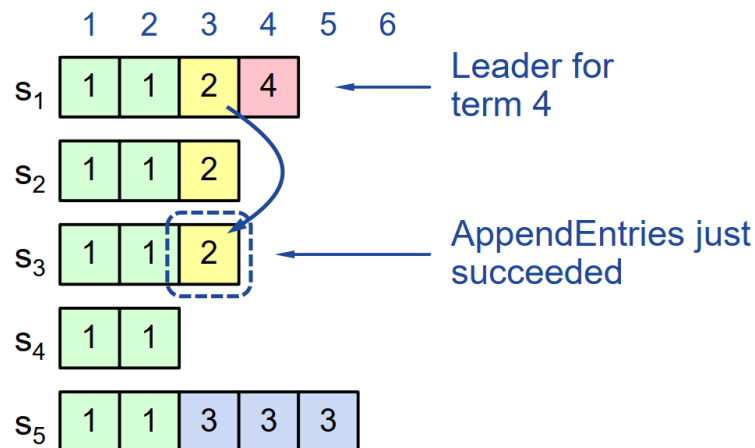 1 2 3 4 5 6
s1 1 1 2 4
Leader for
term 4
s2 1 1 2
s3 1 1 2
AppendEntries just
succeeded
s4 1 1
s5 1 1 3 3 3